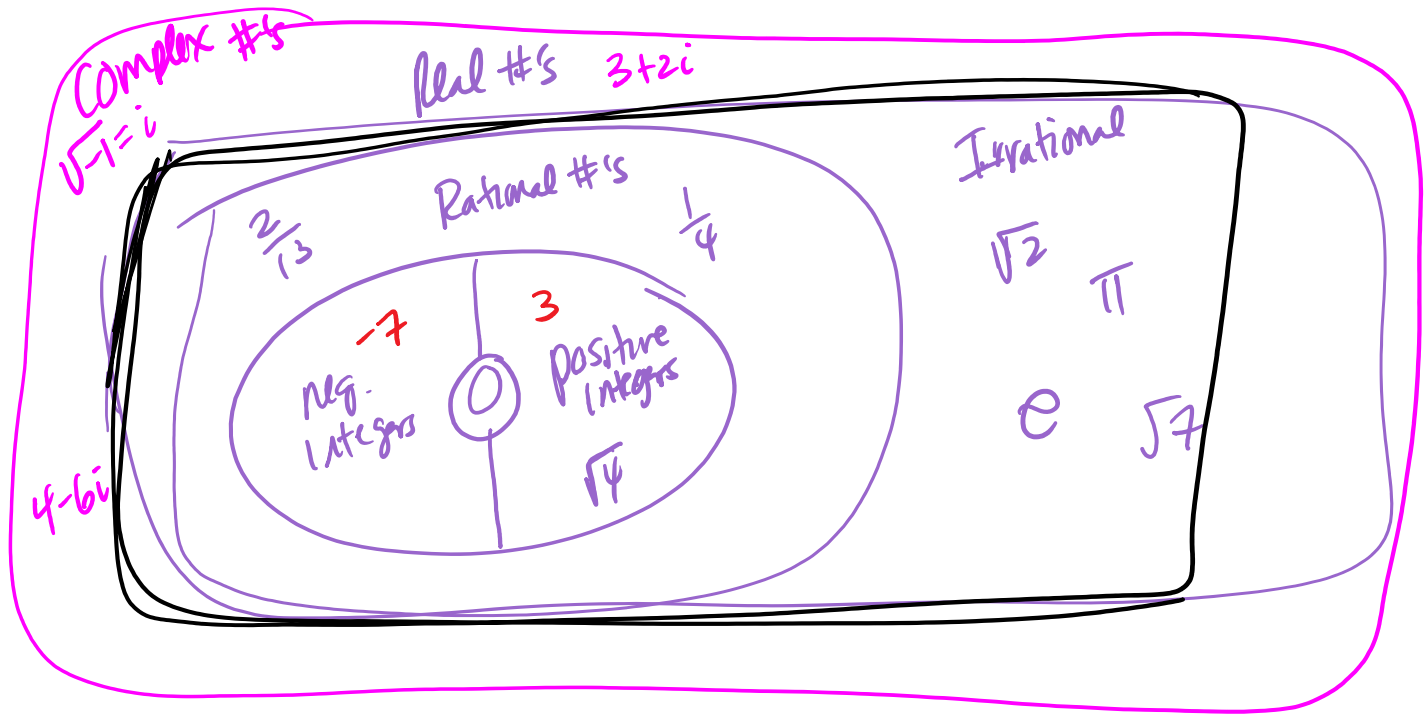 Complex #'s
√-1 = i
Real #'s
3+2i
Irrational
Rational #'s
2/13
1/4
√2
π
-7
3
neg.
integers
0
positive
integers
e
√7
√4
4-6i